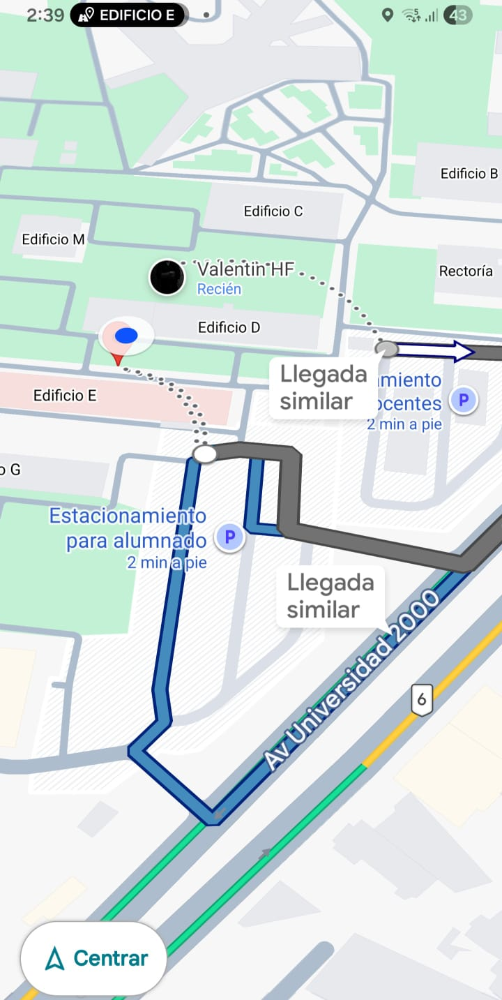 2:39 EDIFICIO E 5 43
Edificio B
Edificio C
Edificio M
Valentin HF
Recién
Rectoría
Edificio D
Llegada
similar
amiento
ocentes
2 min a pie
P
Edificio E
o G
Estacionamiento
para alumnado
2 min a pie
P
Llegada
similar
Av Universidad 2000
6
Centrar